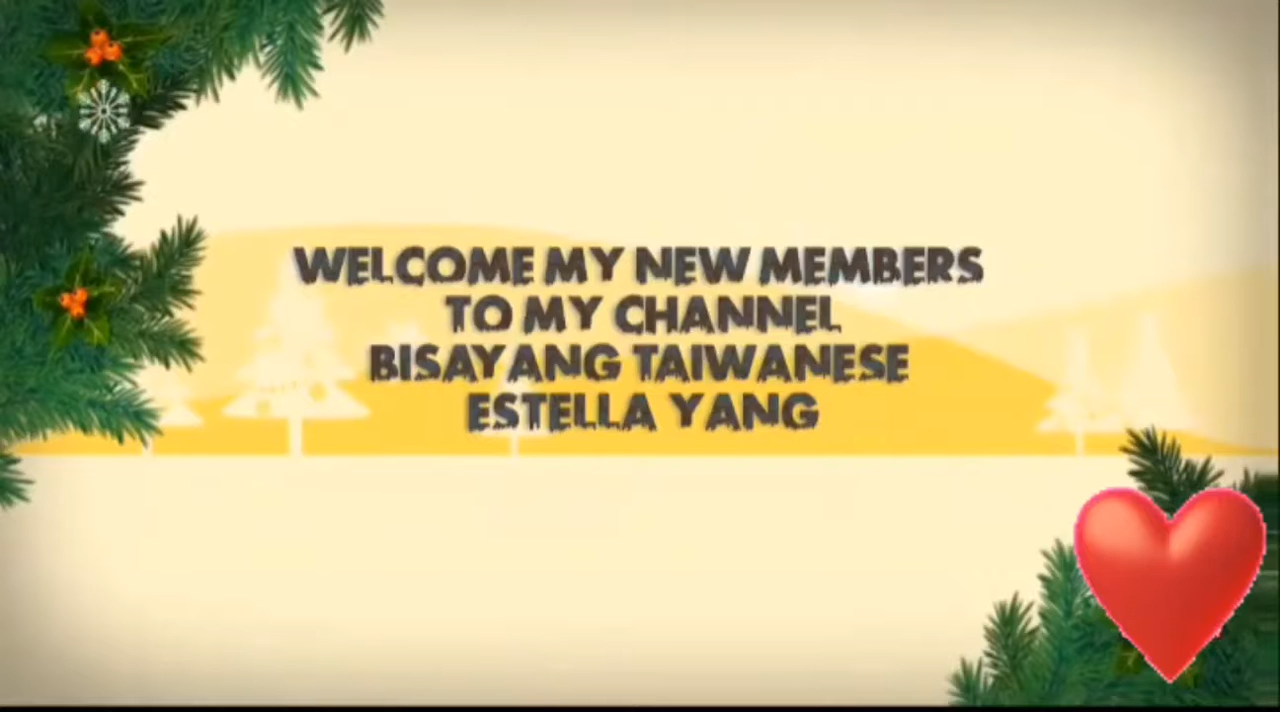 WELCOME MY NEW MEMBERS
TO MY CHANNEL
BISAYANG TAIWANESE
ESTELLA YANG